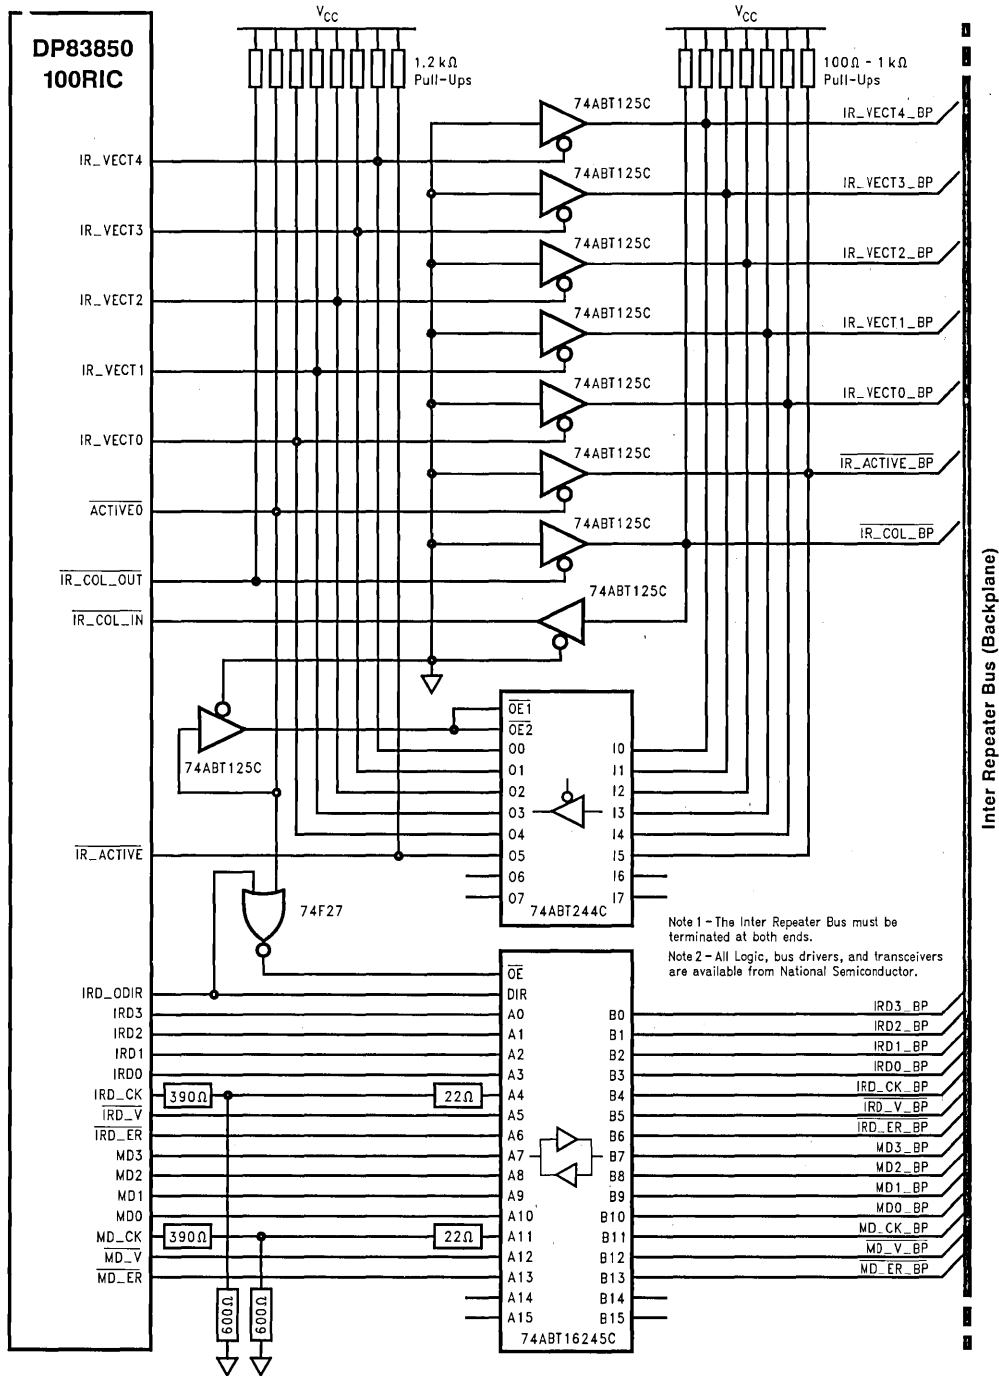 DP83850
100RIC
VCC
1.2 kΩ
Pull-Ups
VCC
100Ω - 1 kΩ
Pull-Ups
74ABT125C
IR_VECT4_BP
IR_VECT4
74ABT125C
IR_VECT3_BP
IR_VECT3
74ABT125C
IR_VECT2_BP
IR_VECT2
74ABT125C
IR_VECT1_BP
IR_VECT1
74ABT125C
IR_VECT0_BP
IR_VECT0
74ABT125C
IR_ACTIVE_BP
ACTIVE0
74ABT125C
IR_COL_BP
IR_COL_OUT
74ABT125C
IR_COL_IN
Inter Repeater Bus (Backplane)
74ABT125C
OE1
OE2
O0 I0
O1 I1
O2 I2
O3 I3
O4 I4
IR_ACTIVE O5 I5
O6 I6
O7 I7
74ABT244C
74F27
Note 1 - The Inter Repeater Bus must be
terminated at both ends.
Note 2 - All Logic, bus drivers, and transceivers
are available from National Semiconductor.
OE
IRD_ODIR DIR
IRD3 A0 B0 IRD3_BP
IRD2 A1 B1 IRD2_BP
IRD1 A2 B2 IRD1_BP
IRD0 A3 B3 IRD0_BP
IRD_CK 390Ω 22Ω A4 B4 IRD_CK_BP
IRD_V A5 B5 IRD_V_BP
IRD_ER A6 B6 IRD_ER_BP
MD3 A7 B7 MD3_BP
MD2 A8 B8 MD2_BP
MD1 A9 B9 MD1_BP
MD0 A10 B10 MD0_BP
MD_CK 390Ω 22Ω A11 B11 MD_CK_BP
MD_V A12 B12 MD_V_BP
MD_ER A13 B13 MD_ER_BP
A14 B14
A15 B15
600Ω 600Ω
74ABT16245C